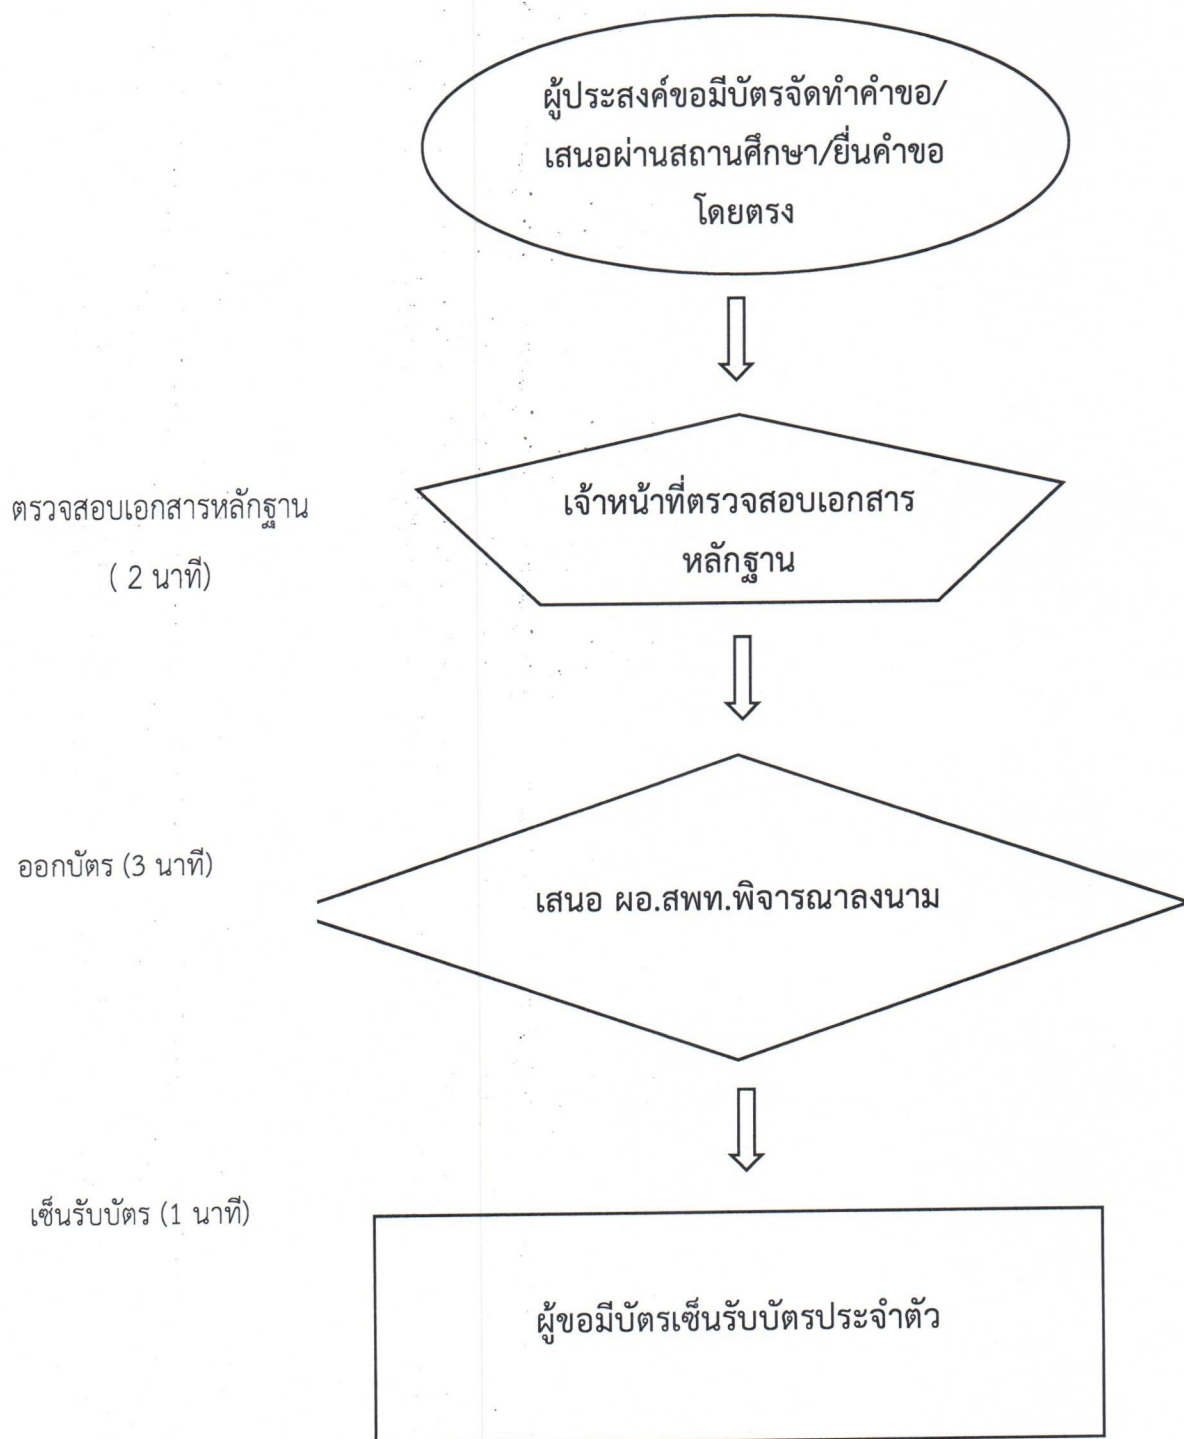 ผู้ประสงค์ขอมีบัตรจัดทำคำขอ/
เสนอผ่านสถานศึกษา/ยื่นคำขอ
โดยตรง
ตรวจสอบเอกสารหลักฐาน
( 2 นาที)
เจ้าหน้าที่ตรวจสอบเอกสาร
หลักฐาน
ออกบัตร (3 นาที)
เสนอ ผอ.สพท.พิจารณาลงนาม
เซ็นรับบัตร (1 นาที)
ผู้ขอมีบัตรเซ็นรับบัตรประจำตัว